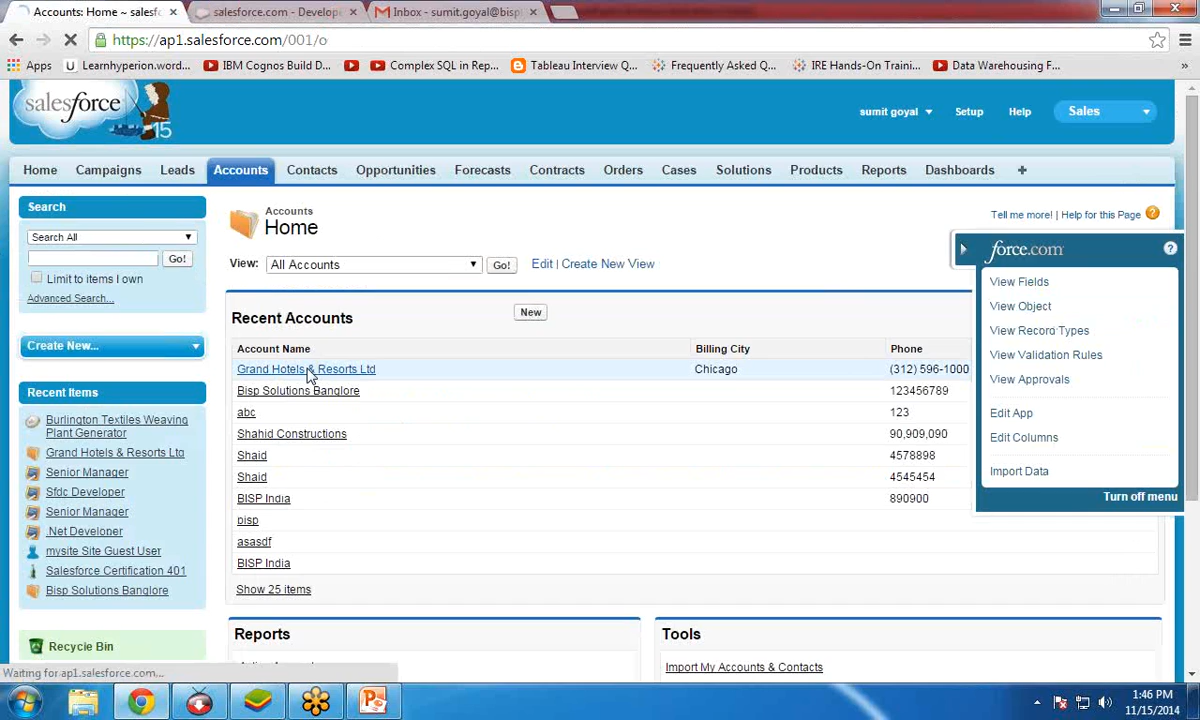 Accounts: Home ~ salesf
salesforce.com - Develop
Inbox - sumit.goyal@bisp
https://ap1.salesforce.com/001/o
Apps
Learnhyperion.word...
IBM Cognos Build D...
Complex SQL in Rep...
Tableau Interview Q...
Frequently Asked Q...
IRE Hands-On Traini...
Data Warehousing F...
»
salesforce
15
sumit goyal
Setup
Help
Sales
Home
Campaigns
Leads
Accounts
Contacts
Opportunities
Forecasts
Contracts
Orders
Cases
Solutions
Products
Reports
Dashboards
+
Search
Search All
Go!
Limit to items I own
Advanced Search...
Create New...
Recent Items
Burlington Textiles Weaving
Plant Generator
Grand Hotels & Resorts Ltd
Senior Manager
Sfdc Developer
Senior Manager
.Net Developer
mysite Site Guest User
Salesforce Certification 401
Bisp Solutions Banglore
Recycle Bin
Accounts
Home
Tell me more! | Help for this Page ?
View:
All Accounts
Go!
Edit | Create New View
Recent Accounts
New
Account Name
Billing City
Phone
Grand Hotels & Resorts Ltd
Chicago
(312) 596-1000
Bisp Solutions Banglore
123456789
abc
123
Shahid Constructions
90,909,090
Shaid
4578898
Shaid
4545454
BISP India
890900
pisp
asasdf
BISP India
Show 25 items
force.com
?
View Fields
View Object
View Record Types
View Validation Rules
View Approvals
Edit App
Edit Columns
Import Data
Turn off menu
Reports
Tools
Import My Accounts & Contacts
Waiting for ap1.salesforce.com...
1:46 PM
11/15/2014